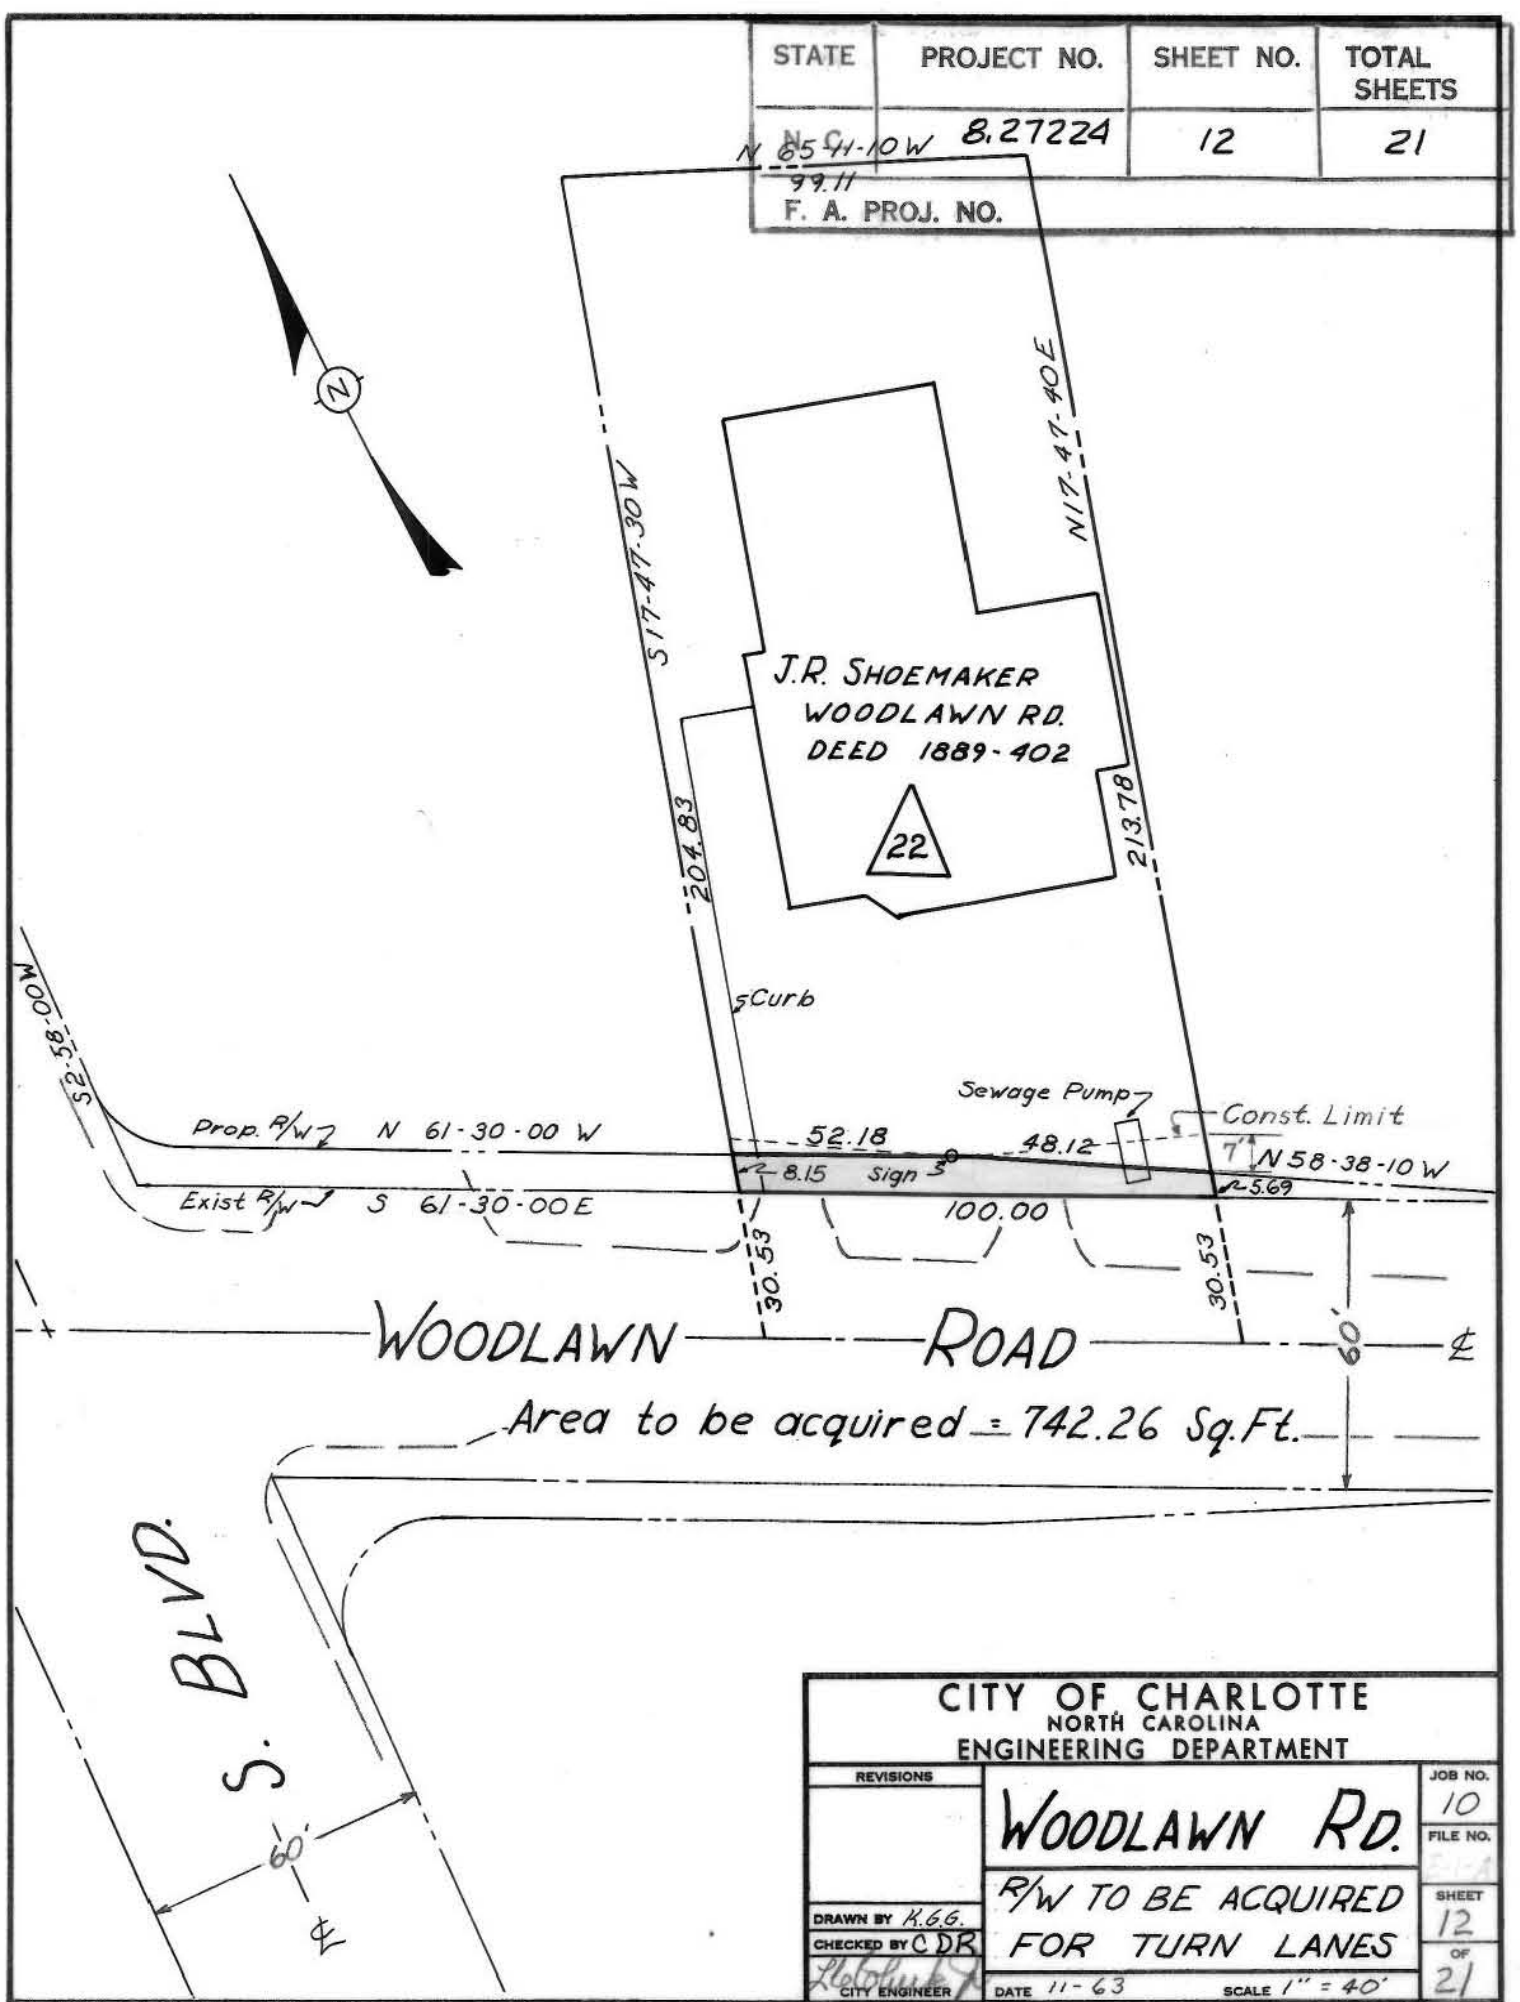 STATE PROJECT NO. SHEET NO. TOTAL SHEETS
N.C. 8.27224 12 21
F. A. PROJ. NO.
N 65-41-10 W
99.11
N
S 17-47-30 W
204.83
N17-47-40E
213.78
J.R. SHOEMAKER
WOODLAWN RD.
DEED 1889-402
22
Curb
S2-58-00W
Sewage Pump
Const. Limit
Prop. R/W N 61-30-00 W
52.18
48.12
7'
N 58-38-10 W
8.15
Sign
5.69
Exist R/W S 61-30-00 E
100.00
30.53
30.53
WOODLAWN ROAD
60'
℄
Area to be acquired = 742.26 Sq.Ft.
S. BLVD.
60'
℄
CITY OF CHARLOTTE
NORTH CAROLINA
ENGINEERING DEPARTMENT
REVISIONS
WOODLAWN RD.
JOB NO.
10
FILE NO.
E-1-A
R/W TO BE ACQUIRED
FOR TURN LANES
SHEET
12
OF
21
DRAWN BY K.G.G.
CHECKED BY CDR
CITY ENGINEER
DATE 11-63 SCALE 1" = 40'